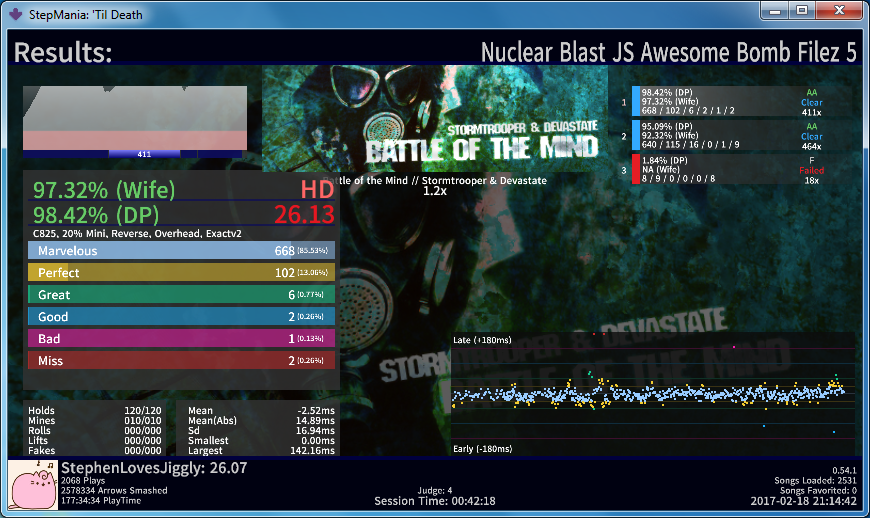 StepMania: 'Til Death
Results:
Nuclear Blast JS Awesome Bomb Filez 5
411
STORMTROOPER & DEVASTATE
BATTLE OF THE MIND
Battle of the Mind // Stormtrooper & Devastate
1.2x
1
98.42% (DP)
97.32% (Wife)
668 / 102 / 6 / 2 / 1 / 2
AA
Clear
411x
2
95.09% (DP)
92.32% (Wife)
640 / 115 / 16 / 0 / 1 / 9
AA
Clear
464x
3
1.84% (DP)
NA (Wife)
8 / 9 / 0 / 0 / 0 / 8
F
Failed
18x
97.32% (Wife) HD
98.42% (DP) 26.13
C825, 20% Mini, Reverse, Overhead, Exactv2
Marvelous 668 (85.53%)
Perfect 102 (13.06%)
Great 6 (0.77%)
Good 2 (0.26%)
Bad 1 (0.13%)
Miss 2 (0.26%)
STORMTROOPER & DEVASTATE
Late (+180ms)
Early (-180ms)
Holds 120/120
Mines 010/010
Rolls 000/000
Lifts 000/000
Fakes 000/000
Mean -2.52ms
Mean(Abs) 14.89ms
Sd 16.94ms
Smallest 0.00ms
Largest 142.16ms
StephenLovesJiggly: 26.07
2068 Plays
2578334 Arrows Smashed
177:34:34 PlayTime
Judge: 4
Session Time: 00:42:18
0.54.1
Songs Loaded: 2531
Songs Favorited: 0
2017-02-18 21:14:42